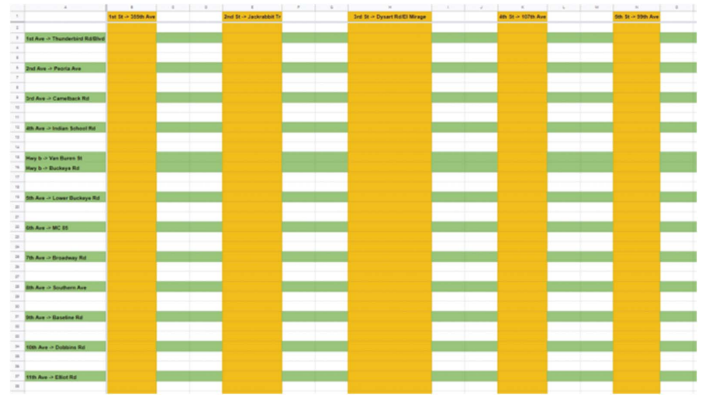 1st St -> 355th Ave
2nd St -> Jackrabbit Tr
3rd St -> Dysart Rd/El Mirage
4th St -> 107th Ave
5th St -> 99th Ave
1st Ave -> Thunderbird Rd/Blvd
2nd Ave -> Peoria Ave
3rd Ave -> Camelback Rd
4th Ave -> Indian School Rd
Hwy b -> Van Buren St
Hwy b -> Buckeye Rd
5th Ave -> Lower Buckeye Rd
6th Ave -> MC 85
7th Ave -> Broadway Rd
8th Ave -> Southern Ave
9th Ave -> Baseline Rd
10th Ave -> Dobbins Rd
11th Ave -> Elliot Rd